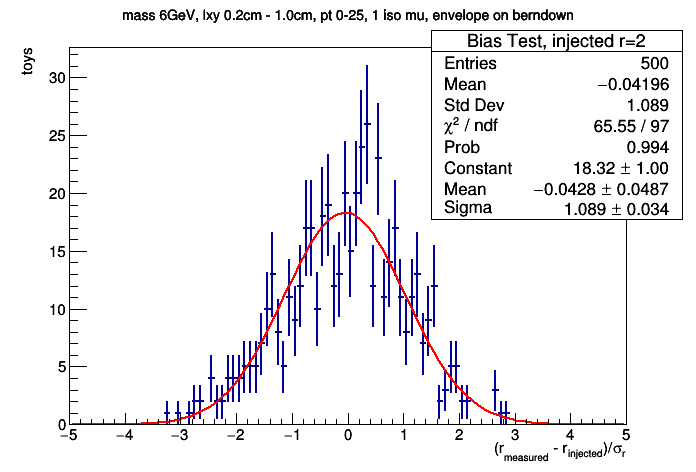 mass 6GeV, lxy 0.2cm - 1.0cm, pt 0-25, 1 iso mu, envelope on berndown
Bias Test, injected r=2
Entries 500
Mean −0.04196
Std Dev 1.089
χ² / ndf 65.55 / 97
Prob 0.994
Constant 18.32 ± 1.00
Mean −0.0428 ± 0.0487
Sigma 1.089 ± 0.034
toys
30
25
20
15
10
5
0
−5 −4 −3 −2 −1 0 1 2 3 4 5
(r_measured - r_injected)/σ_r